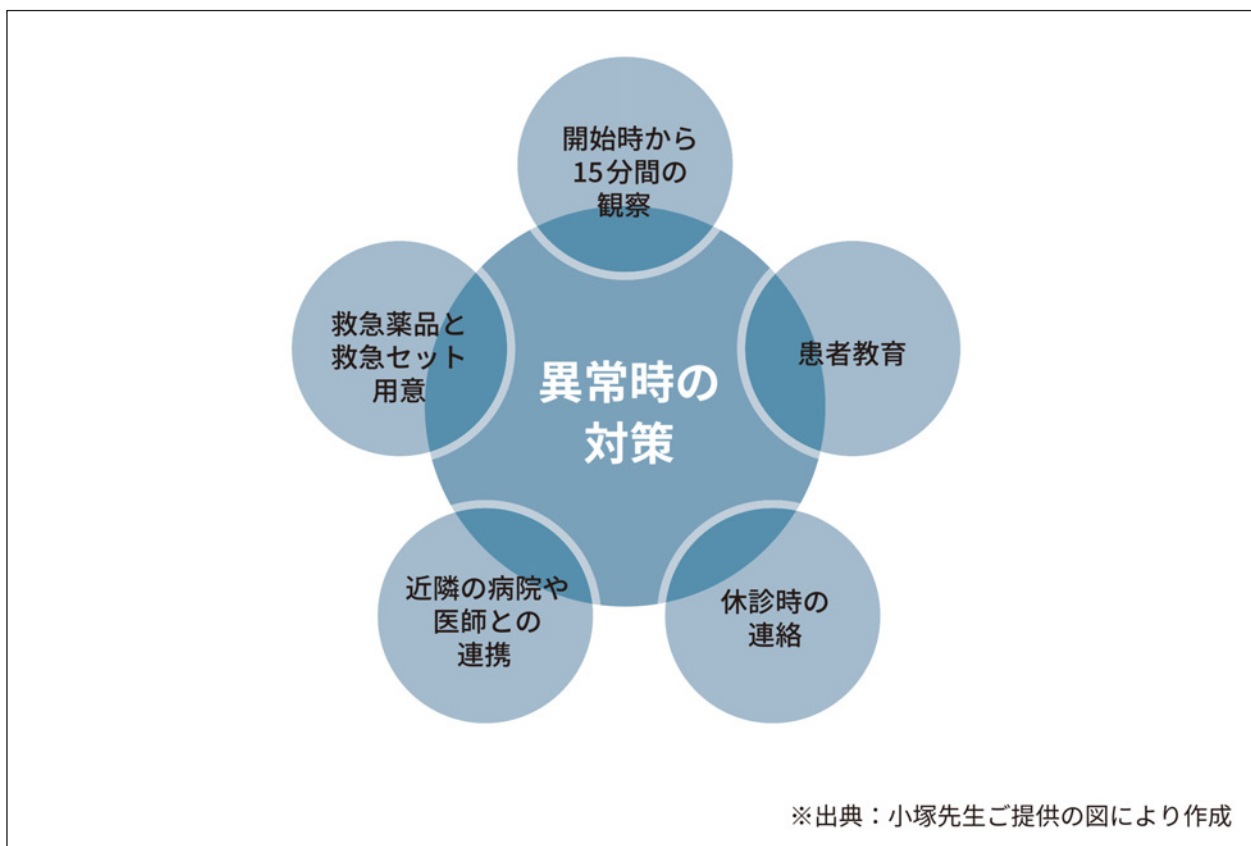 開始時から
15分間の
観察
救急薬品と
救急セット
用意
患者教育
異常時の
対策
近隣の病院や
医師との
連携
休診時の
連絡
※出典：小塚先生ご提供の図により作成